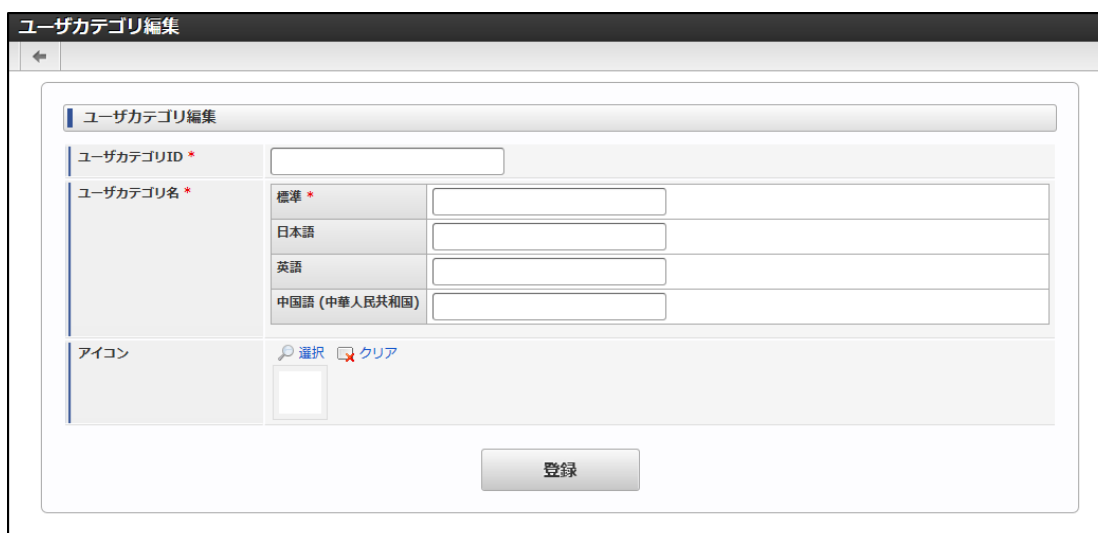 ユーザカテゴリ編集
ユーザカテゴリ編集
ユーザカテゴリID *
ユーザカテゴリ名 *
標準 *
日本語
英語
中国語 (中華人民共和国)
アイコン
選択 クリア
登録